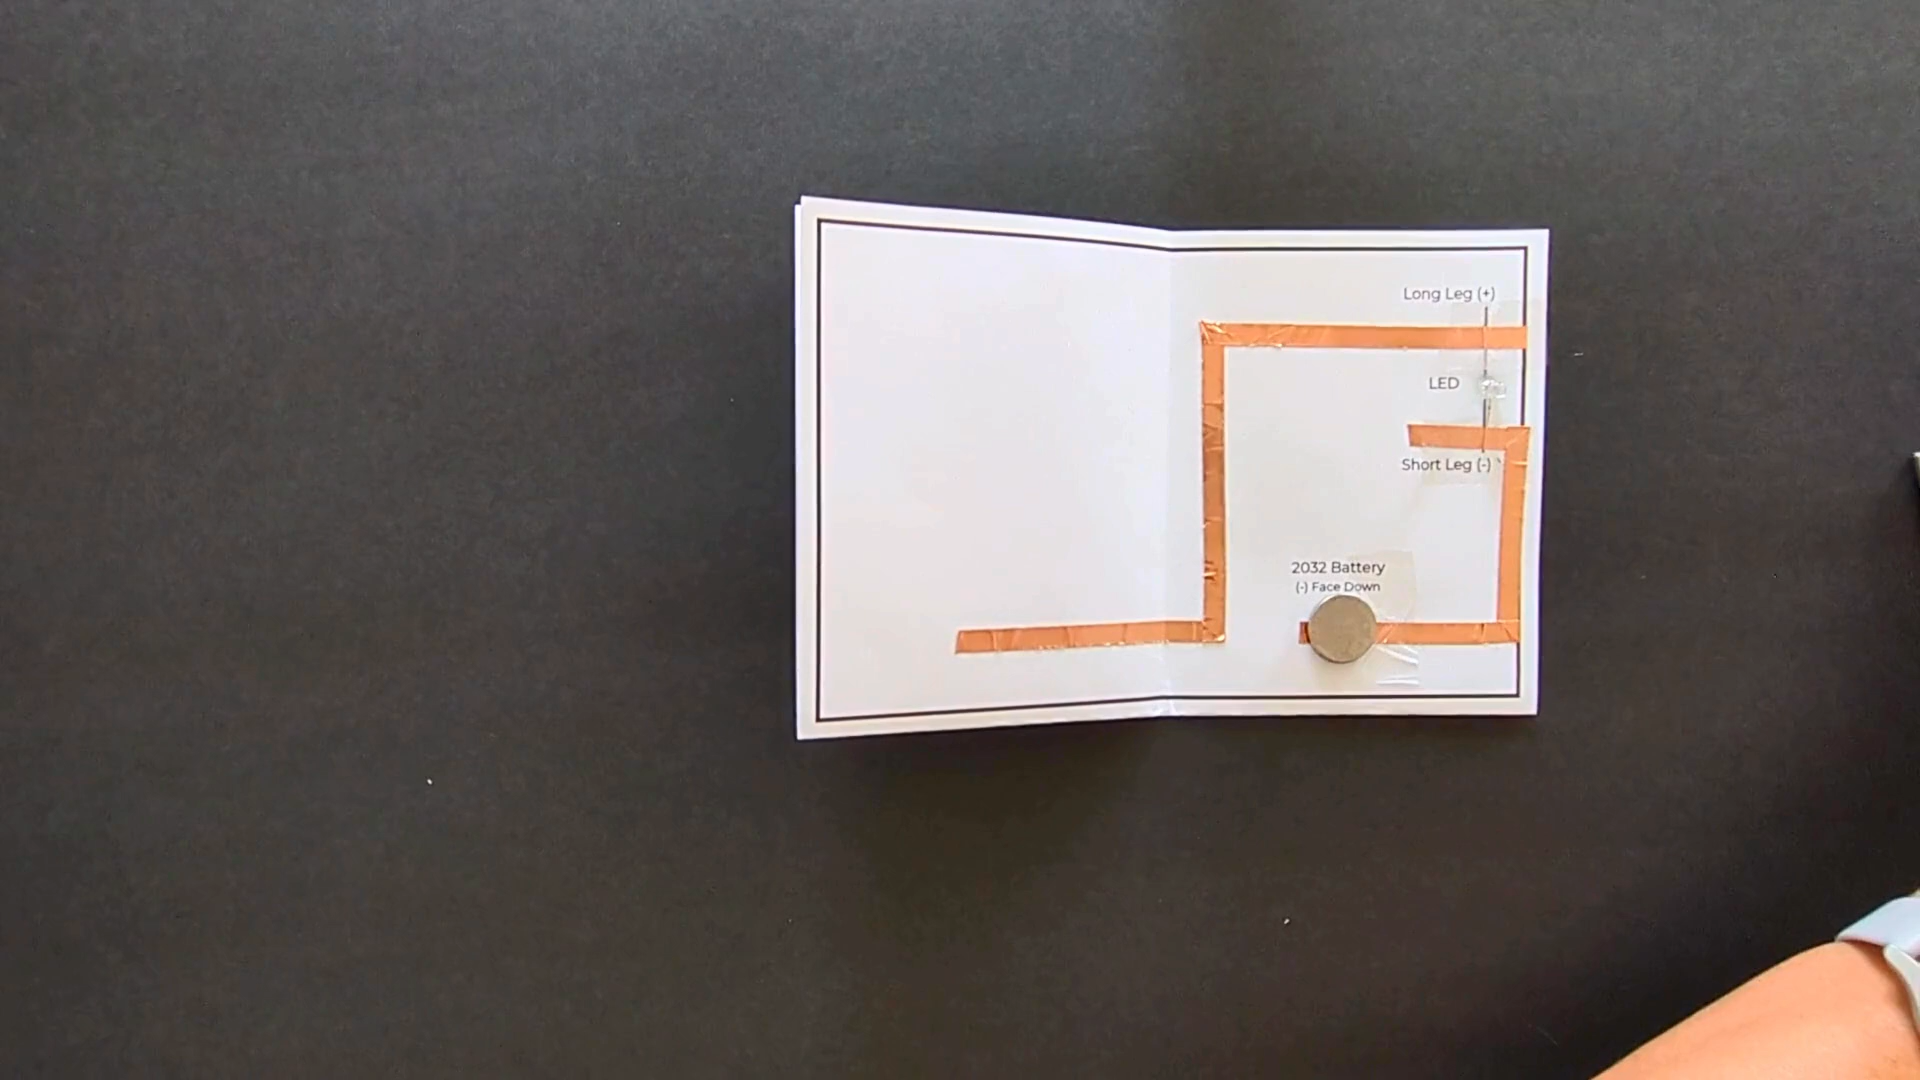 Long Leg (+)
LED
Short Leg (-)
2032 Battery
(-) Face Down